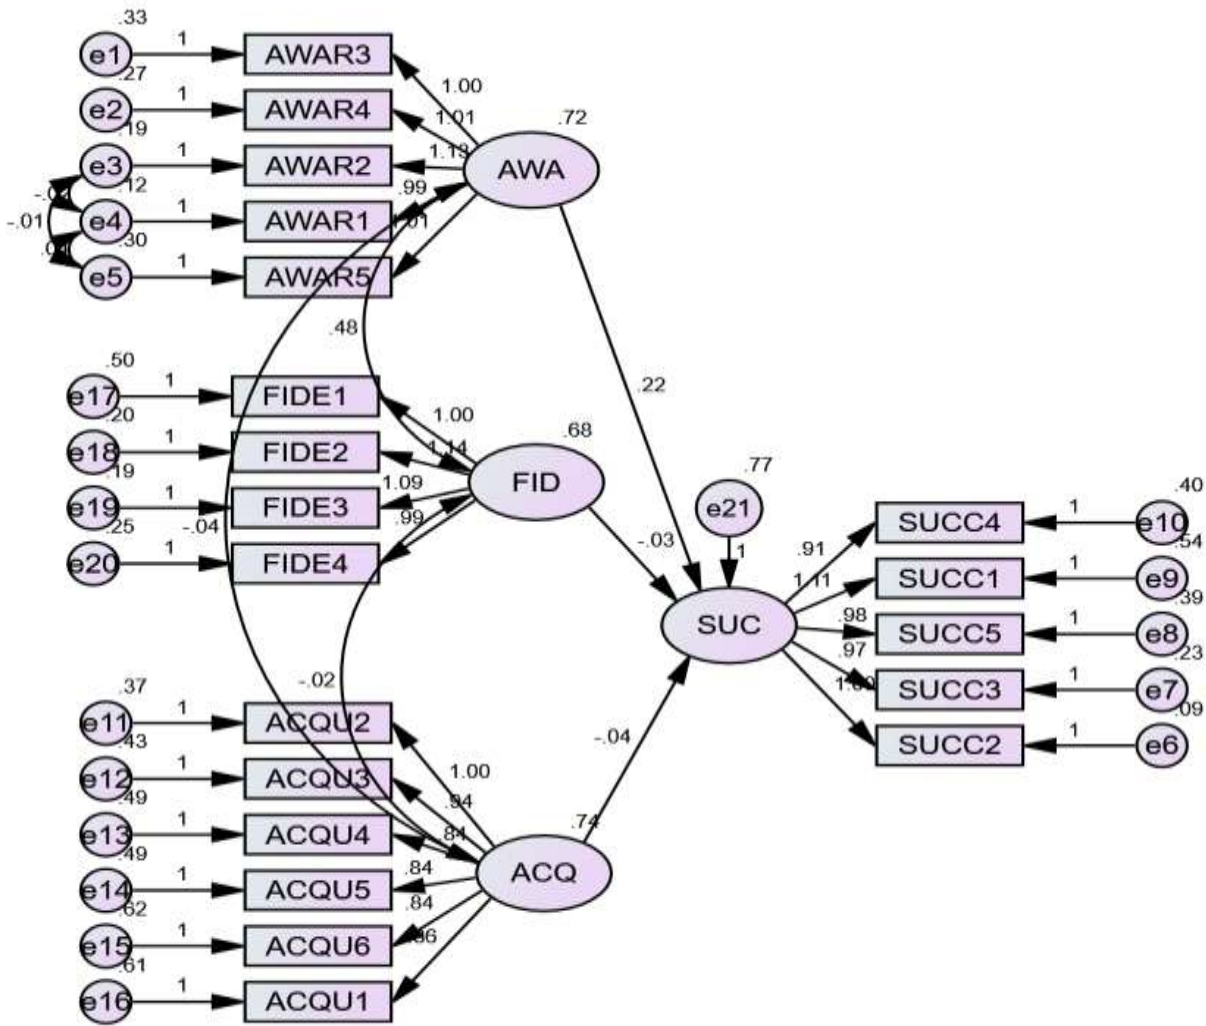 .33
e1 1 AWAR3
.27
e2 1 AWAR4
.19
e3 1 AWAR2
.12
e4 1 AWAR1
.30
e5 1 AWAR5
-.01
1.00
1.01
1.13
.99
1.01
AWA .72
.48
.22
.50
e17 1 FIDE1
.20
e18 1 FIDE2
.19
e19 1 FIDE3
.25
e20 1 FIDE4
1.00
1.14
1.09
.99
FID .68
-.04
-.03
-.02
.77
e21
1
SUC
.91
1.11
.98
.97
SUCC4 1 e10 .40
SUCC1 1 e9 .54
SUCC5 1 e8 .39
SUCC3 1 e7 .23
SUCC2 1 e6 .09
-.04
.37
e11 1 ACQU2
.43
e12 1 ACQU3
.49
e13 1 ACQU4
.49
e14 1 ACQU5
.62
e15 1 ACQU6
.61
e16 1 ACQU1
1.00
.94
.84
.84
.84
ACQ .74